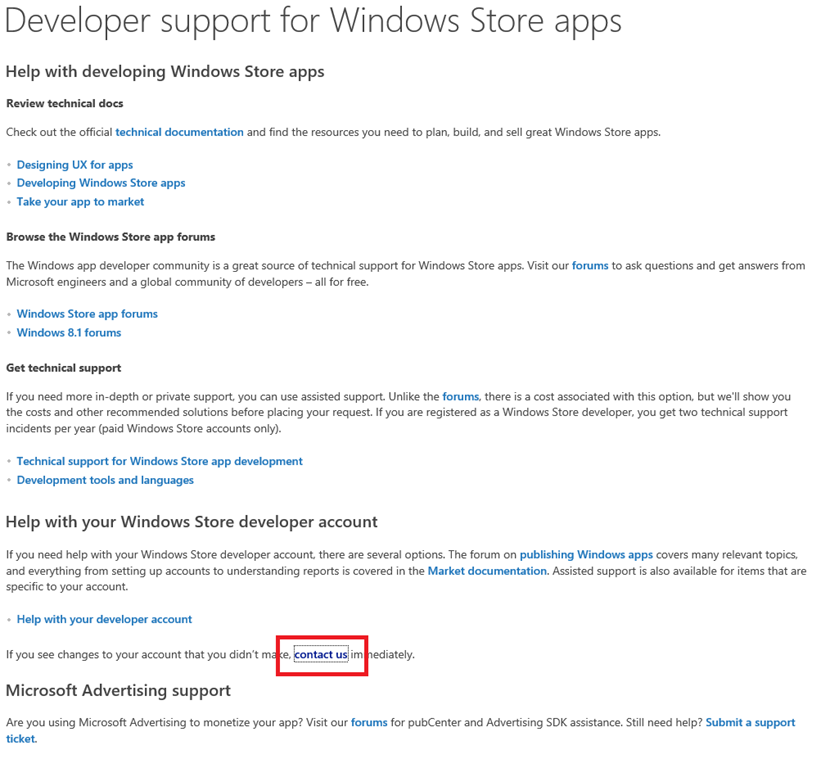 Developer support for Windows Store apps
Help with developing Windows Store apps
Review technical docs
Check out the official technical documentation and find the resources you need to plan, build, and sell great Windows Store apps.
Designing UX for apps
Developing Windows Store apps
Take your app to market
Browse the Windows Store app forums
The Windows app developer community is a great source of technical support for Windows Store apps. Visit our forums to ask questions and get answers from
Microsoft engineers and a global community of developers – all for free.
Windows Store app forums
Windows 8.1 forums
Get technical support
If you need more in-depth or private support, you can use assisted support. Unlike the forums, there is a cost associated with this option, but we'll show you
the costs and other recommended solutions before placing your request. If you are registered as a Windows Store developer, you get two technical support
incidents per year (paid Windows Store accounts only).
Technical support for Windows Store app development
Development tools and languages
Help with your Windows Store developer account
If you need help with your Windows Store developer account, there are several options. The forum on publishing Windows apps covers many relevant topics,
and everything from setting up accounts to understanding reports is covered in the Market documentation. Assisted support is also available for items that are
specific to your account.
Help with your developer account
If you see changes to your account that you didn't make, contact us immediately.
Microsoft Advertising support
Are you using Microsoft Advertising to monetize your app? Visit our forums for pubCenter and Advertising SDK assistance. Still need help? Submit a support
ticket.